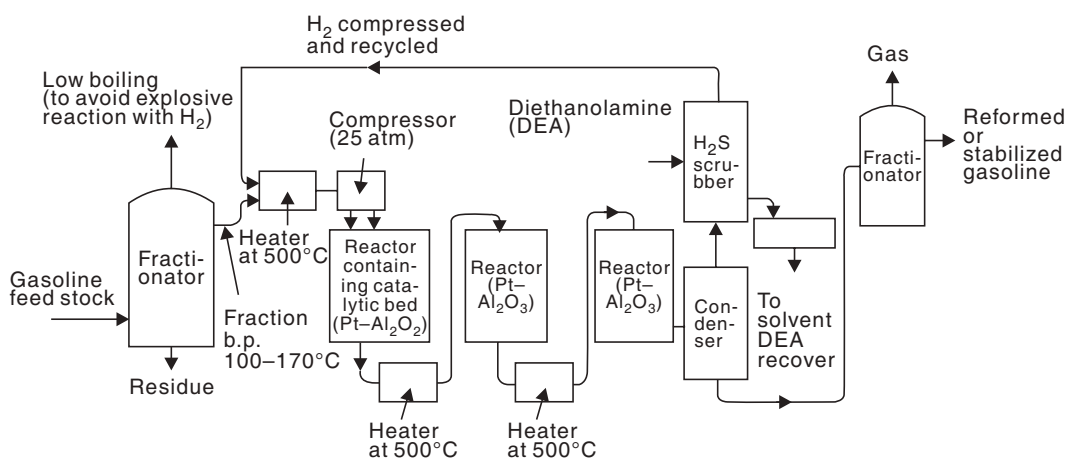 H₂ compressed
and recycled
Gas
Low boiling
(to avoid explosive
reaction with H₂)
Compressor
(25 atm)
Diethanolamine
(DEA)
H₂S
scru-
bber
Fracti-
onator
Reformed
or
stabilized
gasoline
Heater
at 500°C
Fracti-
onator
Gasoline
feed stock
Fraction
b.p.
100–170°C
Residue
Reactor
contain-
ing cata-
lytic bed
(Pt–Al₂O₂)
Reactor
(Pt–
Al₂O₃)
Reactor
(Pt–
Al₂O₃)
Con-
den-
ser
To
solvent
DEA
recover
Heater
at 500°C
Heater
at 500°C